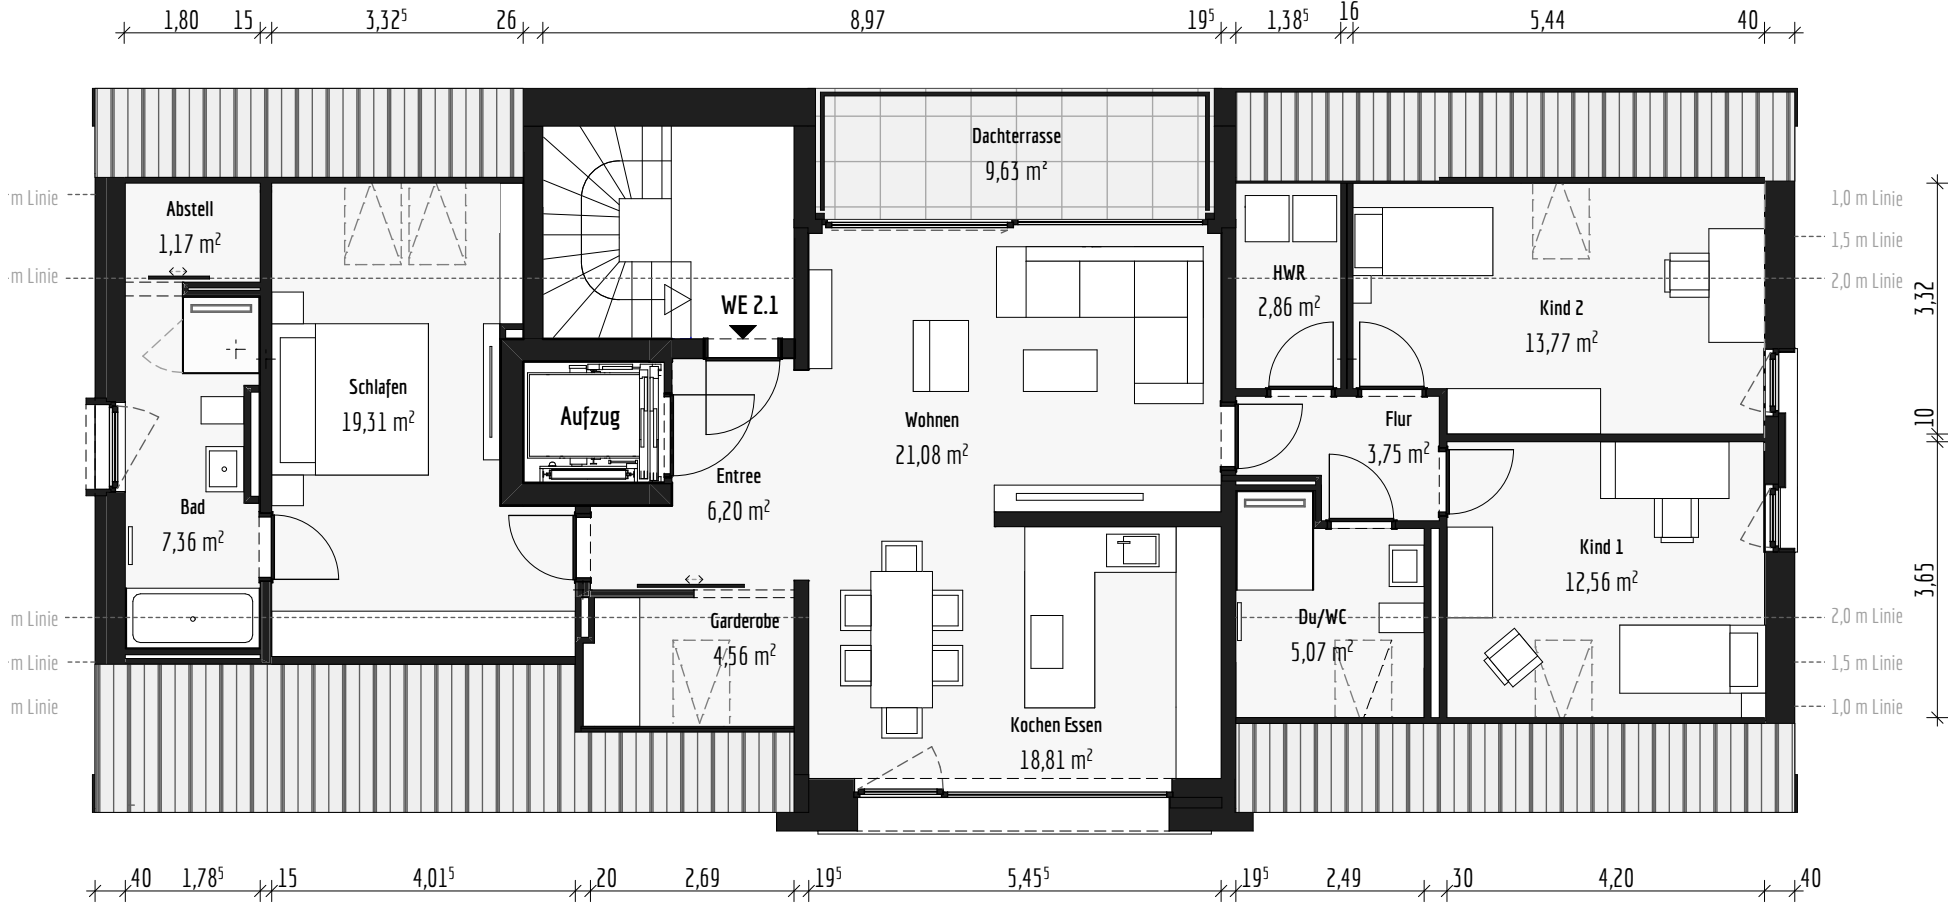 1,80 15 3,32⁵ 26 8,97 19⁵ 1,38⁵ 16 5,44 40
Dachterrasse
9,63 m²
m Linie
Abstell
1,17 m²
m Linie
1,0 m Linie
1,5 m Linie
2,0 m Linie
HWR
2,86 m²
WE 2.1
Kind 2
13,77 m²
3,32
Schlafen
19,31 m²
Aufzug
Wohnen
21,08 m²
Flur
3,75 m²
10
Entree
6,20 m²
Bad
7,36 m²
Kind 1
12,56 m²
3,65
m Linie
Garderobe
4,56 m²
Du/WC
5,07 m²
2,0 m Linie
m Linie
1,5 m Linie
m Linie
1,0 m Linie
Kochen Essen
18,81 m²
40 1,78⁵ 15 4,01⁵ 20 2,69 19⁵ 5,45⁵ 19⁵ 2,49 30 4,20 40